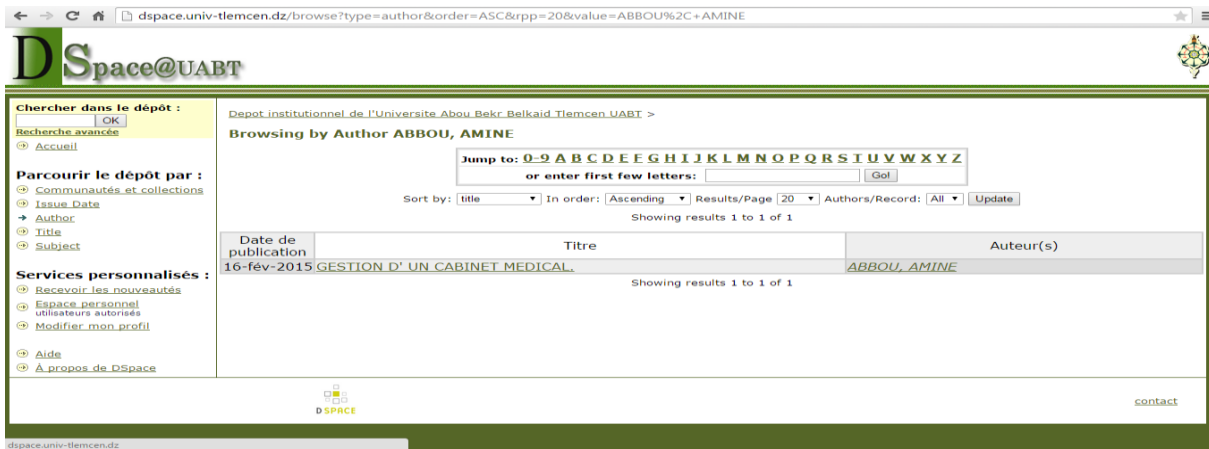 dspace.univ-tlemcen.dz/browse?type=author&order=ASC&rpp=20&value=ABBOU%2C+AMINE
DSpace@UABT
Chercher dans le dépôt :
OK
Recherche avancée
Accueil
Parcourir le dépôt par :
Communautés et collections
Issue Date
Author
Title
Subject
Services personnalisés :
Recevoir les nouveautés
Espace personnel
utilisateurs autorisés
Modifier mon profil
Aide
À propos de DSpace
Depot institutionnel de l'Universite Abou Bekr Belkaid Tlemcen UABT >
Browsing by Author ABBOU, AMINE
Jump to: 0-9 A B C D E F G H I J K L M N O P Q R S T U V W X Y Z
or enter first few letters: Go!
Sort by: title In order: Ascending Results/Page 20 Authors/Record: All Update
Showing results 1 to 1 of 1
Date de publication Titre Auteur(s)
16-fév-2015 GESTION D' UN CABINET MEDICAL. ABBOU, AMINE
Showing results 1 to 1 of 1
DSPACE
contact
dspace.univ-tlemcen.dz